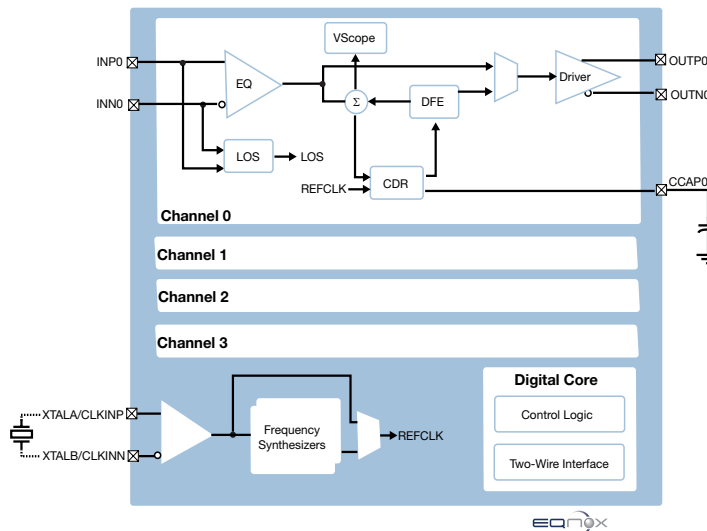 VScope
INP0
OUTP0
EQ
Driver
INN0
Σ
DFE
OUTN0
LOS
LOS
REFCLK
CDR
CCAP0
Channel 0
Channel 1
Channel 2
Channel 3
Digital Core
XTALA/CLKINP
Control Logic
Frequency
Synthesizers
REFCLK
XTALB/CLKINN
Two-Wire Interface
EQNOX